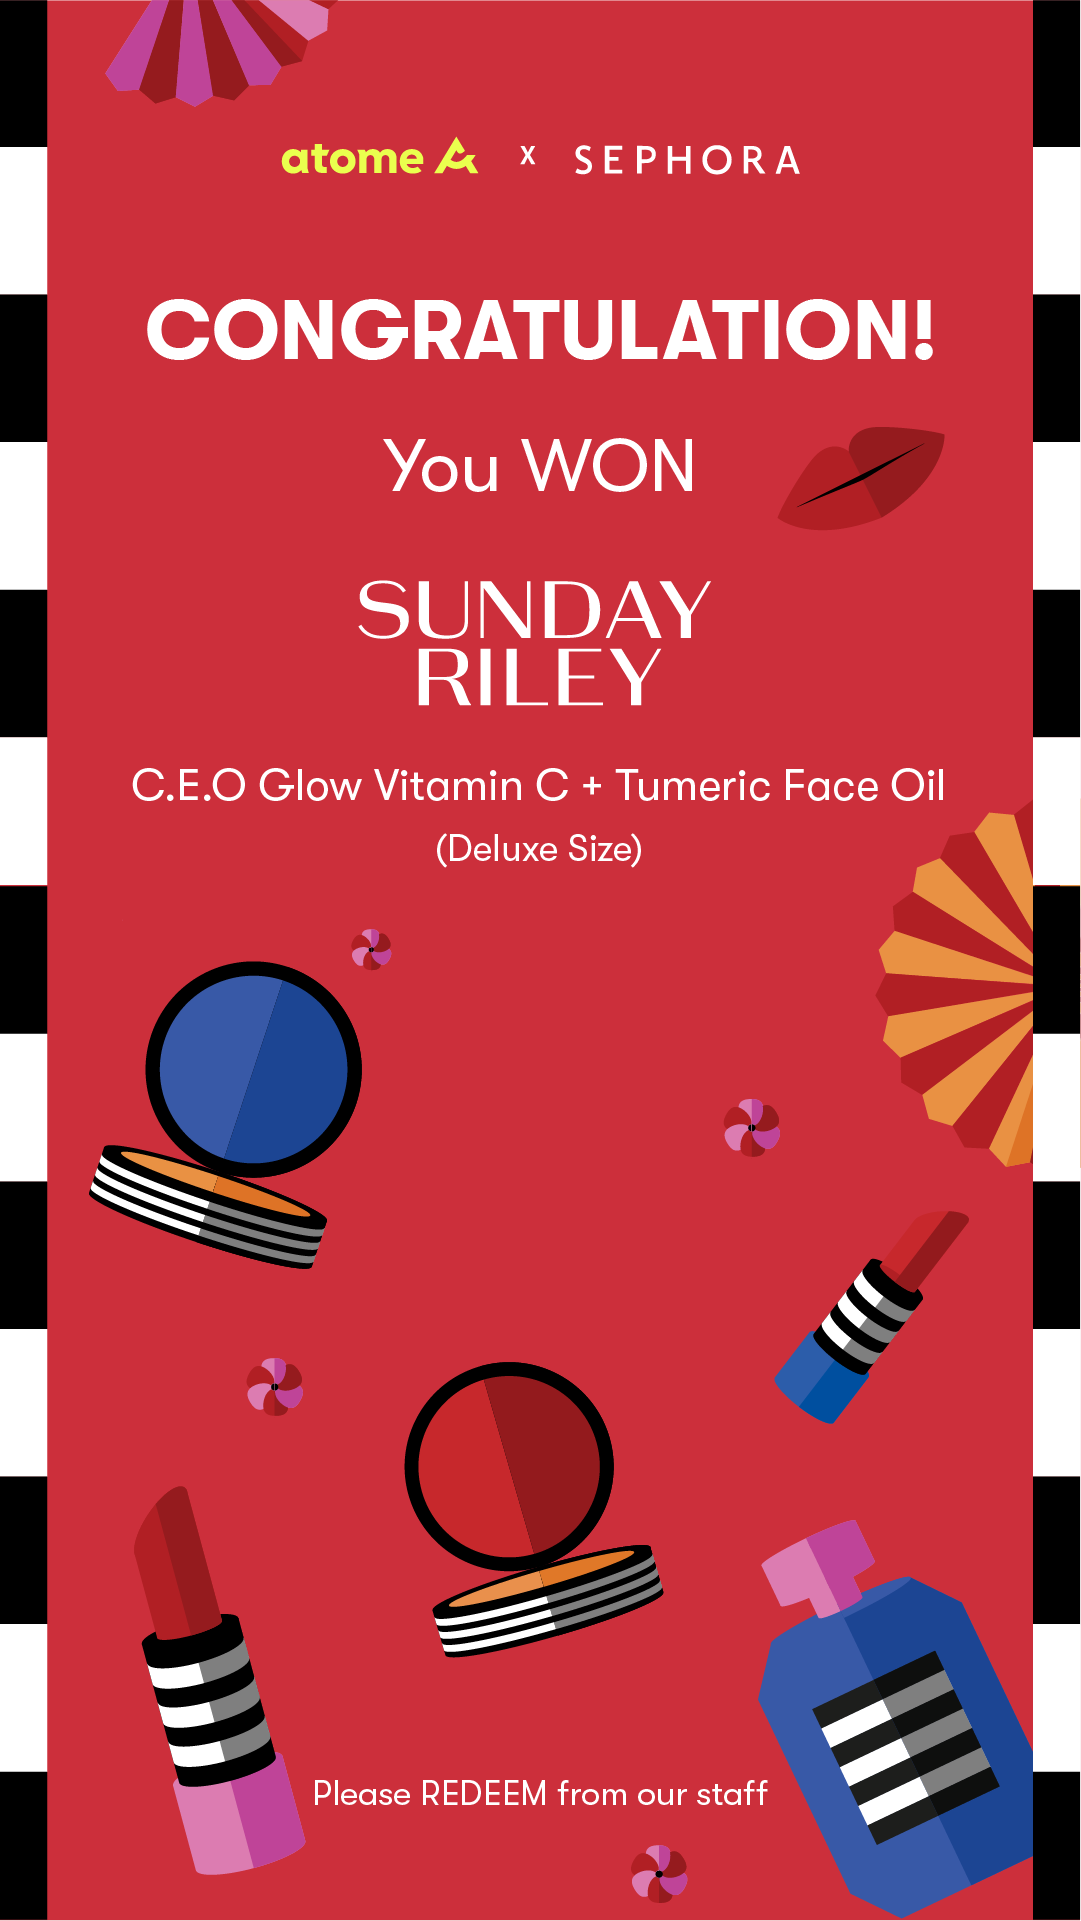 atome x SEPHORA
CONGRATULATION!
You WON
SUNDAY
RILEY
C.E.O Glow Vitamin C + Tumeric Face Oil
(Deluxe Size)
Please REDEEM from our staff